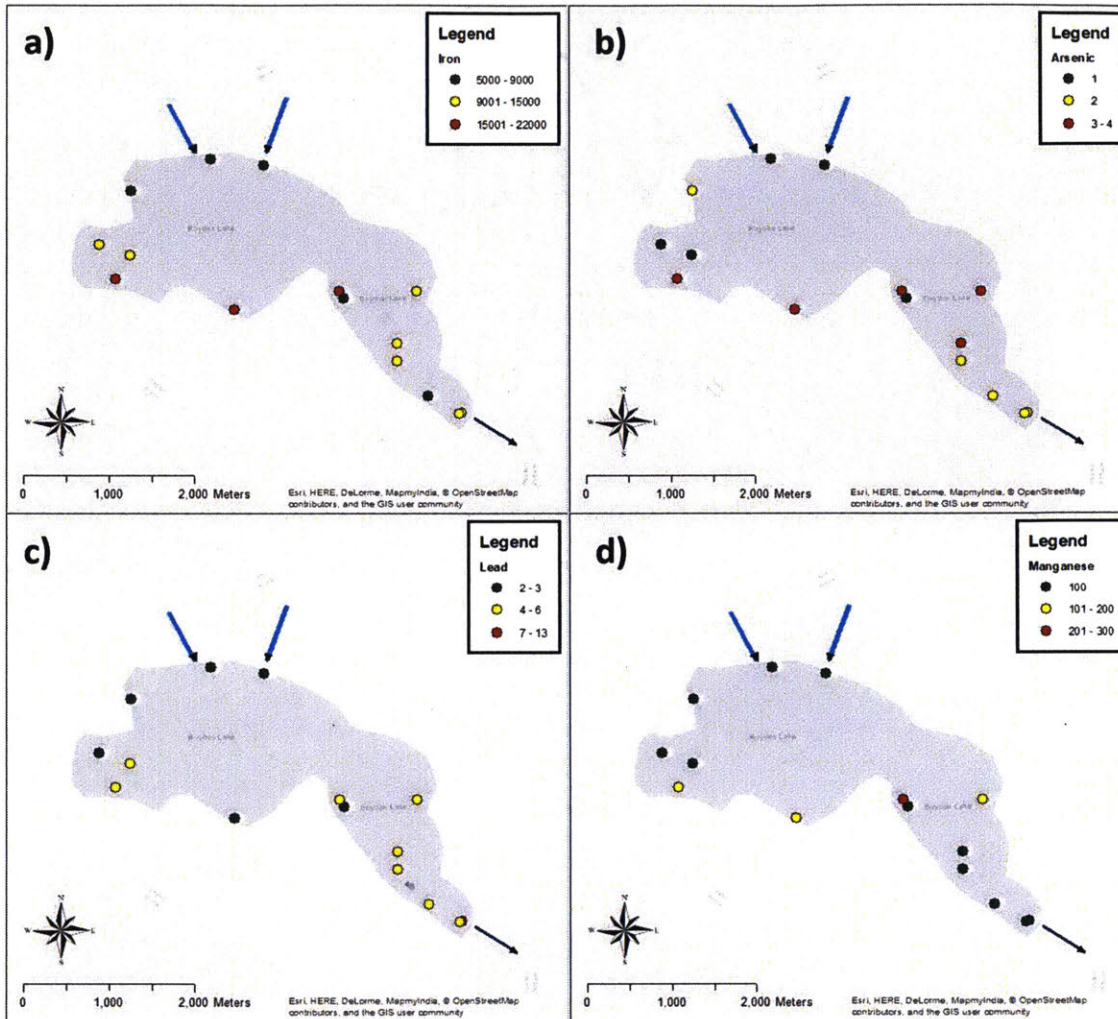 a)
Legend
Iron
5000 - 9000
9001 - 15000
15001 - 22000
N
W
E
S
0
1,000
2,000 Meters
Esri, HERE, DeLorme, MapmyIndia, © OpenStreetMap
contributors, and the GIS user community
b)
Legend
Arsenic
1
2
3 - 4
Lake
N
W
E
S
0
1,000
2,000 Meters
Esri, HERE, DeLorme, MapmyIndia, © OpenStreetMap
contributors, and the GIS user community
c)
Legend
Lead
2 - 3
4 - 6
7 - 13
Boyden Lake
N
W
E
S
0
1,000
2,000 Meters
Esri, HERE, DeLorme, MapmyIndia, © OpenStreetMap
contributors, and the GIS user community
d)
Legend
Manganese
100
101 - 200
201 - 300
Boyden Lake
N
W
E
S
0
1,000
2,000 Meters
Esri, HERE, DeLorme, MapmyIndia, © OpenStreetMap
contributors, and the GIS user community